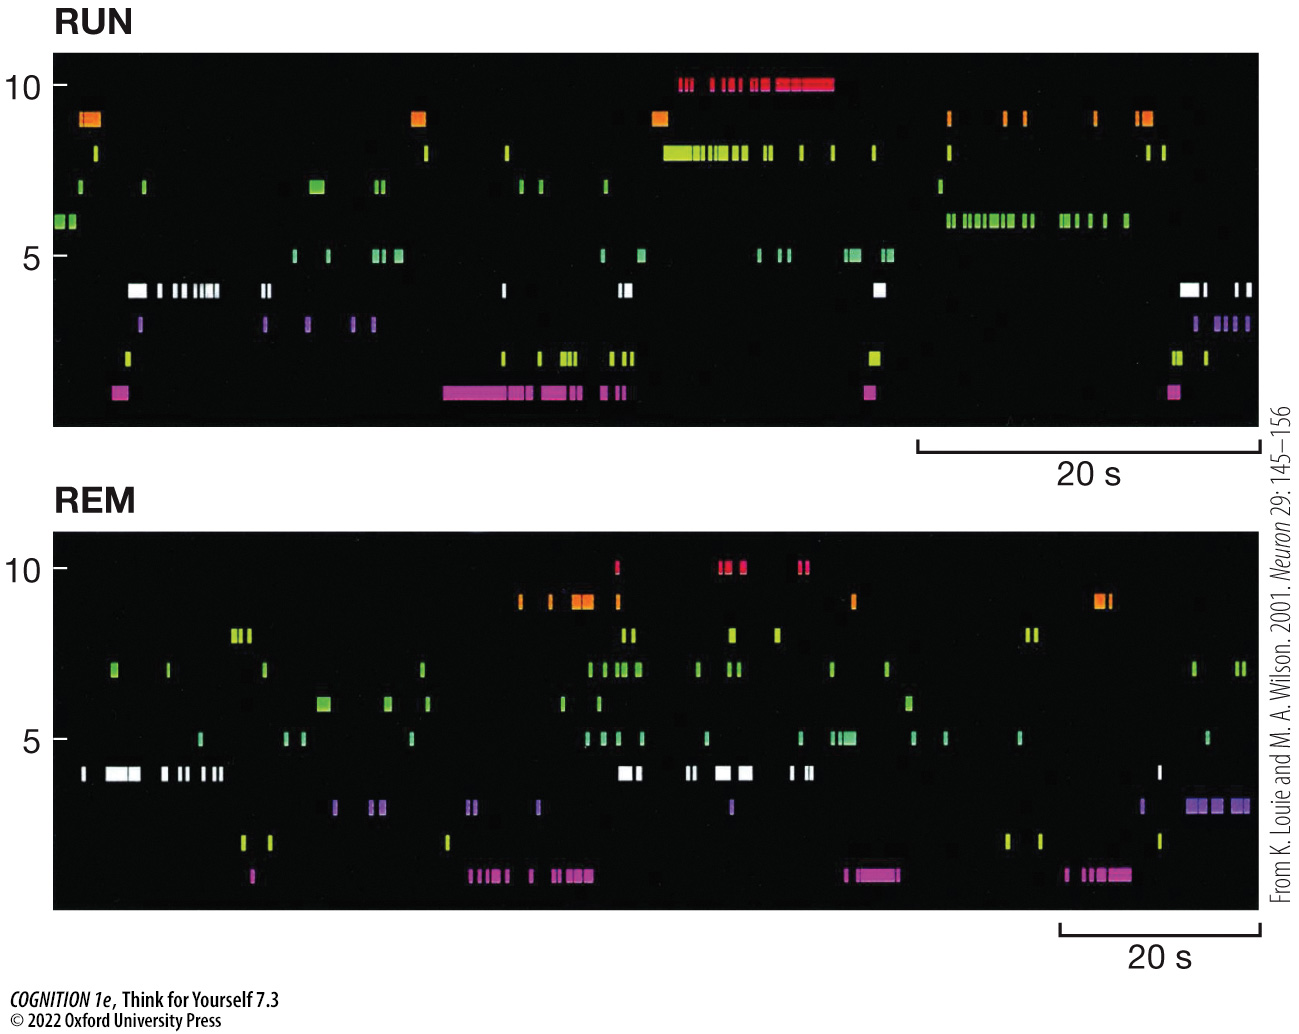 RUN
10
5
20 s
REM
10
5
20 s
From K. Louie and M. A. Wilson. 2001. Neuron 29: 145–156
COGNITION 1e, Think for Yourself 7.3
© 2022 Oxford University Press